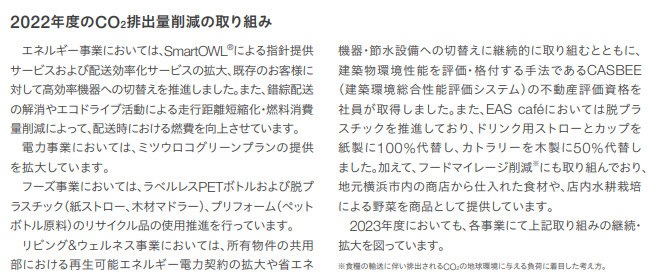 2022年度のCO₂排出量削減の取り組み
エネルギー事業においては、SmartOWL®による指針提供
サービスおよび配送効率化サービスの拡大、既存のお客様に
対して高効率機器への切替えを推進しました。また、錯綜配送
の解消やエコドライブ活動による走行距離短縮化・燃料消費
量削減によって、配送時における燃費を向上させています。
電力事業においては、ミツウロコグリーンプランの提供
を拡大しています。
フーズ事業においては、ラベルレスPETボトルおよび脱プ
ラスチック（紙ストロー、木材マドラー）、プリフォーム（ペット
ボトル原料）のリサイクル品の使用推進を行っています。
リビング&ウェルネス事業においては、所有物件の共用
部における再生可能エネルギー電力契約の拡大や省エネ
機器・節水設備への切替えに継続的に取り組むとともに、
建築物環境性能を評価・格付する手法であるCASBEE
（建築環境総合性能評価システム）の不動産評価資格を
社員が取得しました。また、EAS caféにおいては脱プラ
スチックを推進しており、ドリンク用ストローとカップを
紙製に100%代替し、カトラリーを木製に50%代替し
ました。加えて、フードマイレージ削減※にも取り組んでおり、
地元横浜市内の商店から仕入れた食材や、店内水耕栽培
による野菜を商品として提供しています。
2023年度においても、各事業にて上記取り組みの継続・
拡大を図っています。
※食糧の輸送に伴い排出されるCO₂の地球環境に与える負荷に着目した考え方。